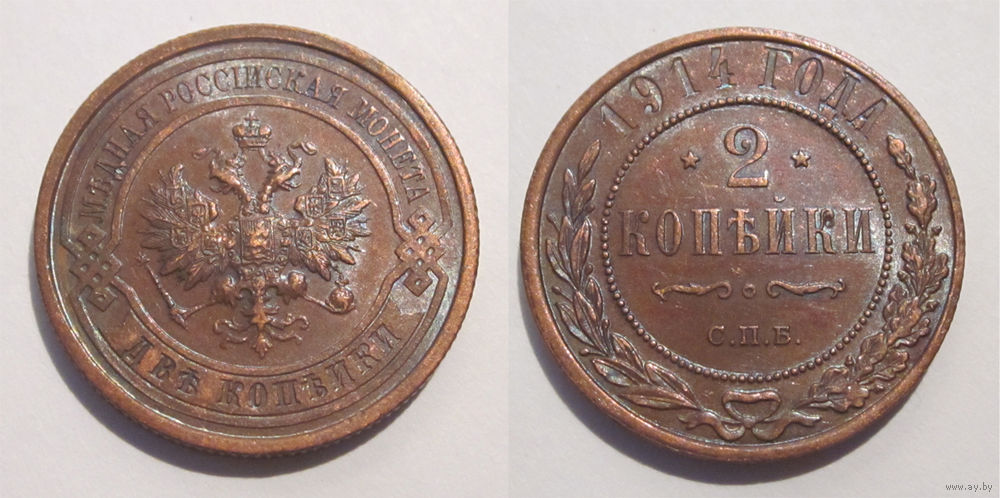 МѢДНАЯ РОССІЙСКАЯ МОНЕТА
ДВѢ КОПѢЙКИ
1914 ГОДА
2
КОПѢЙКИ
С.П.Б.
www.ay.by